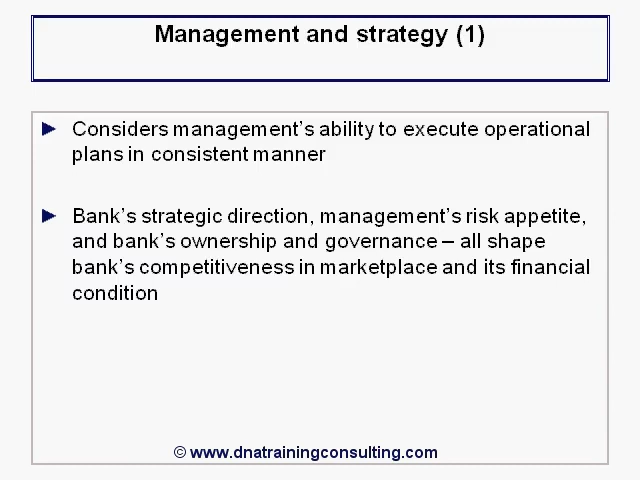 Management and strategy (1)
► Considers management's ability to execute operational
plans in consistent manner
► Bank's strategic direction, management's risk appetite,
and bank's ownership and governance – all shape
bank's competitiveness in marketplace and its financial
condition
© www.dnatrainingconsulting.com